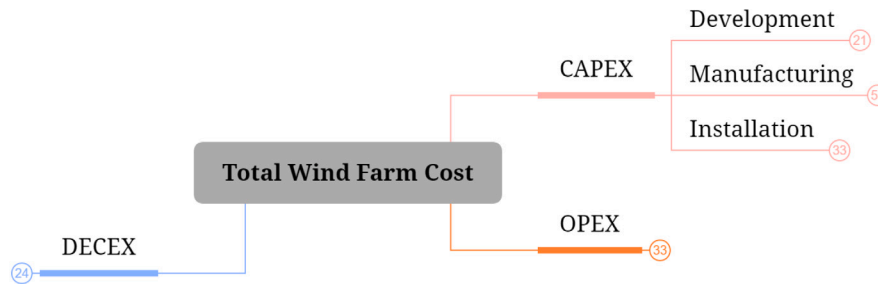 Development
21
CAPEX
Manufacturing
Installation
33
Total Wind Farm Cost
OPEX
33
DECEX
24